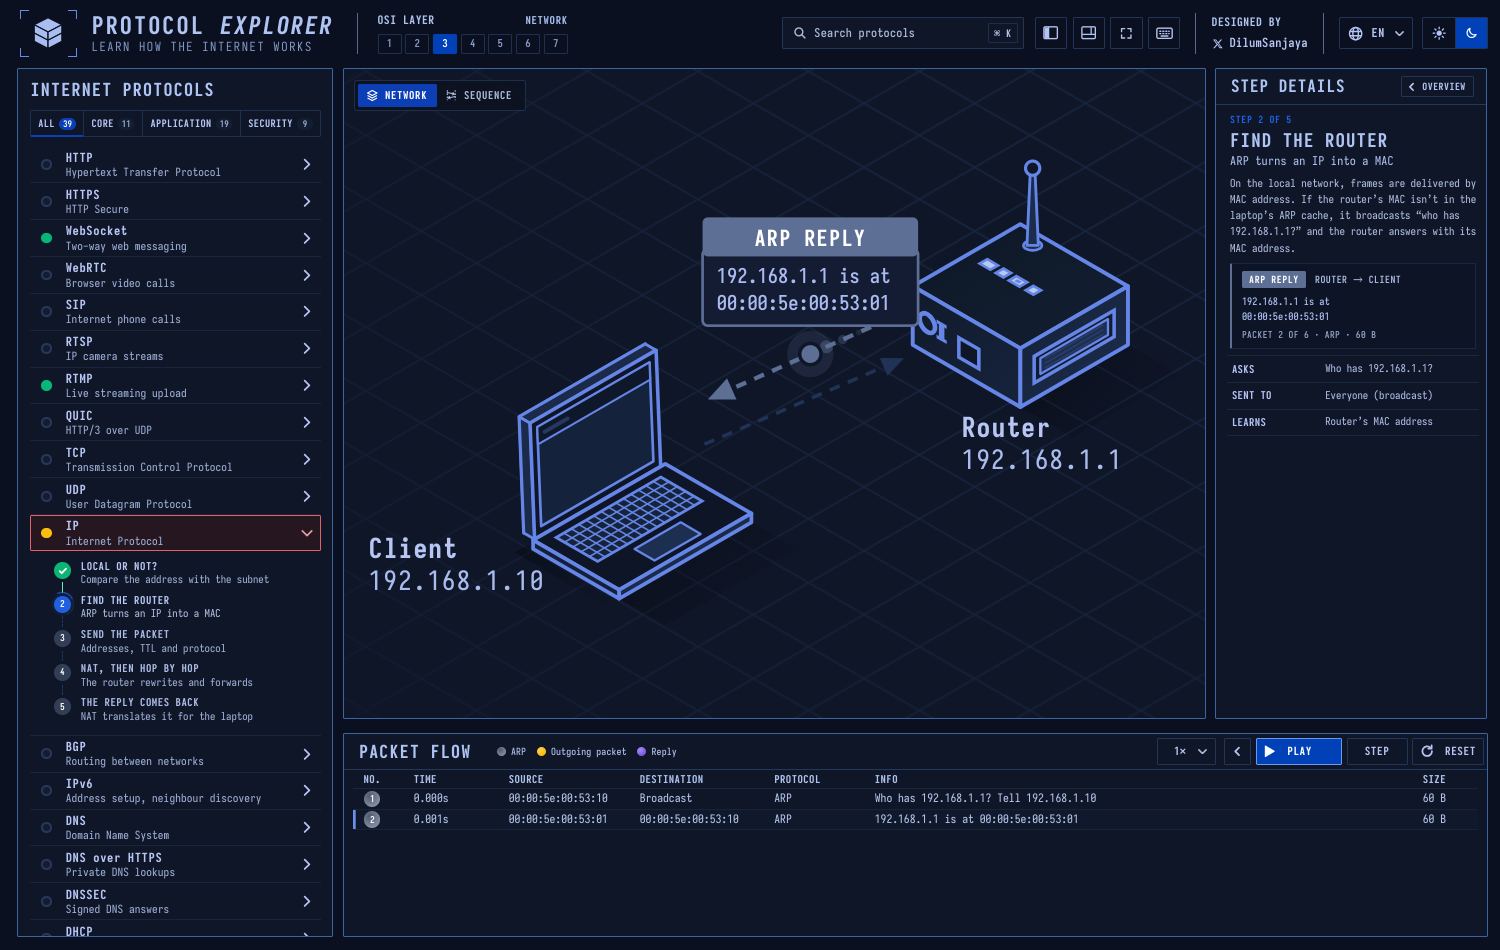 PROTOCOL EXPLORER
LEARN HOW THE INTERNET WORKS
OSI LAYER NETWORK
1 2 3 4 5 6 7
Search protocols ⌘ K
DESIGNED BY
DilumSanjaya
EN
INTERNET PROTOCOLS
ALL 39 CORE 11 APPLICATION 19 SECURITY 9
HTTP
Hypertext Transfer Protocol
HTTPS
HTTP Secure
WebSocket
Two-way web messaging
WebRTC
Browser video calls
SIP
Internet phone calls
RTSP
IP camera streams
RTMP
Live streaming upload
QUIC
HTTP/3 over UDP
TCP
Transmission Control Protocol
UDP
User Datagram Protocol
IP
Internet Protocol
LOCAL OR NOT?
Compare the address with the subnet
2 FIND THE ROUTER
ARP turns an IP into a MAC
3 SEND THE PACKET
Addresses, TTL and protocol
4 NAT, THEN HOP BY HOP
The router rewrites and forwards
5 THE REPLY COMES BACK
NAT translates it for the laptop
BGP
Routing between networks
IPv6
Address setup, neighbour discovery
DNS
Domain Name System
DNS over HTTPS
Private DNS lookups
DNSSEC
Signed DNS answers
DHCP
NETWORK SEQUENCE
ARP REPLY
192.168.1.1 is at
00:00:5e:00:53:01
Router
192.168.1.1
Client
192.168.1.10
STEP DETAILS
OVERVIEW
STEP 2 OF 5
FIND THE ROUTER
ARP turns an IP into a MAC
On the local network, frames are delivered by
MAC address. If the router’s MAC isn’t in the
laptop’s ARP cache, it broadcasts “who has
192.168.1.1?” and the router answers with its
MAC address.
ARP REPLY ROUTER → CLIENT
192.168.1.1 is at
00:00:5e:00:53:01
PACKET 2 OF 6 · ARP · 60 B
ASKS Who has 192.168.1.1?
SENT TO Everyone (broadcast)
LEARNS Router’s MAC address
PACKET FLOW
ARP Outgoing packet Reply
1× PLAY STEP RESET
NO. TIME SOURCE DESTINATION PROTOCOL INFO SIZE
1 0.000s 00:00:5e:00:53:10 Broadcast ARP Who has 192.168.1.1? Tell 192.168.1.10 60 B
2 0.001s 00:00:5e:00:53:01 00:00:5e:00:53:10 ARP 192.168.1.1 is at 00:00:5e:00:53:01 60 B